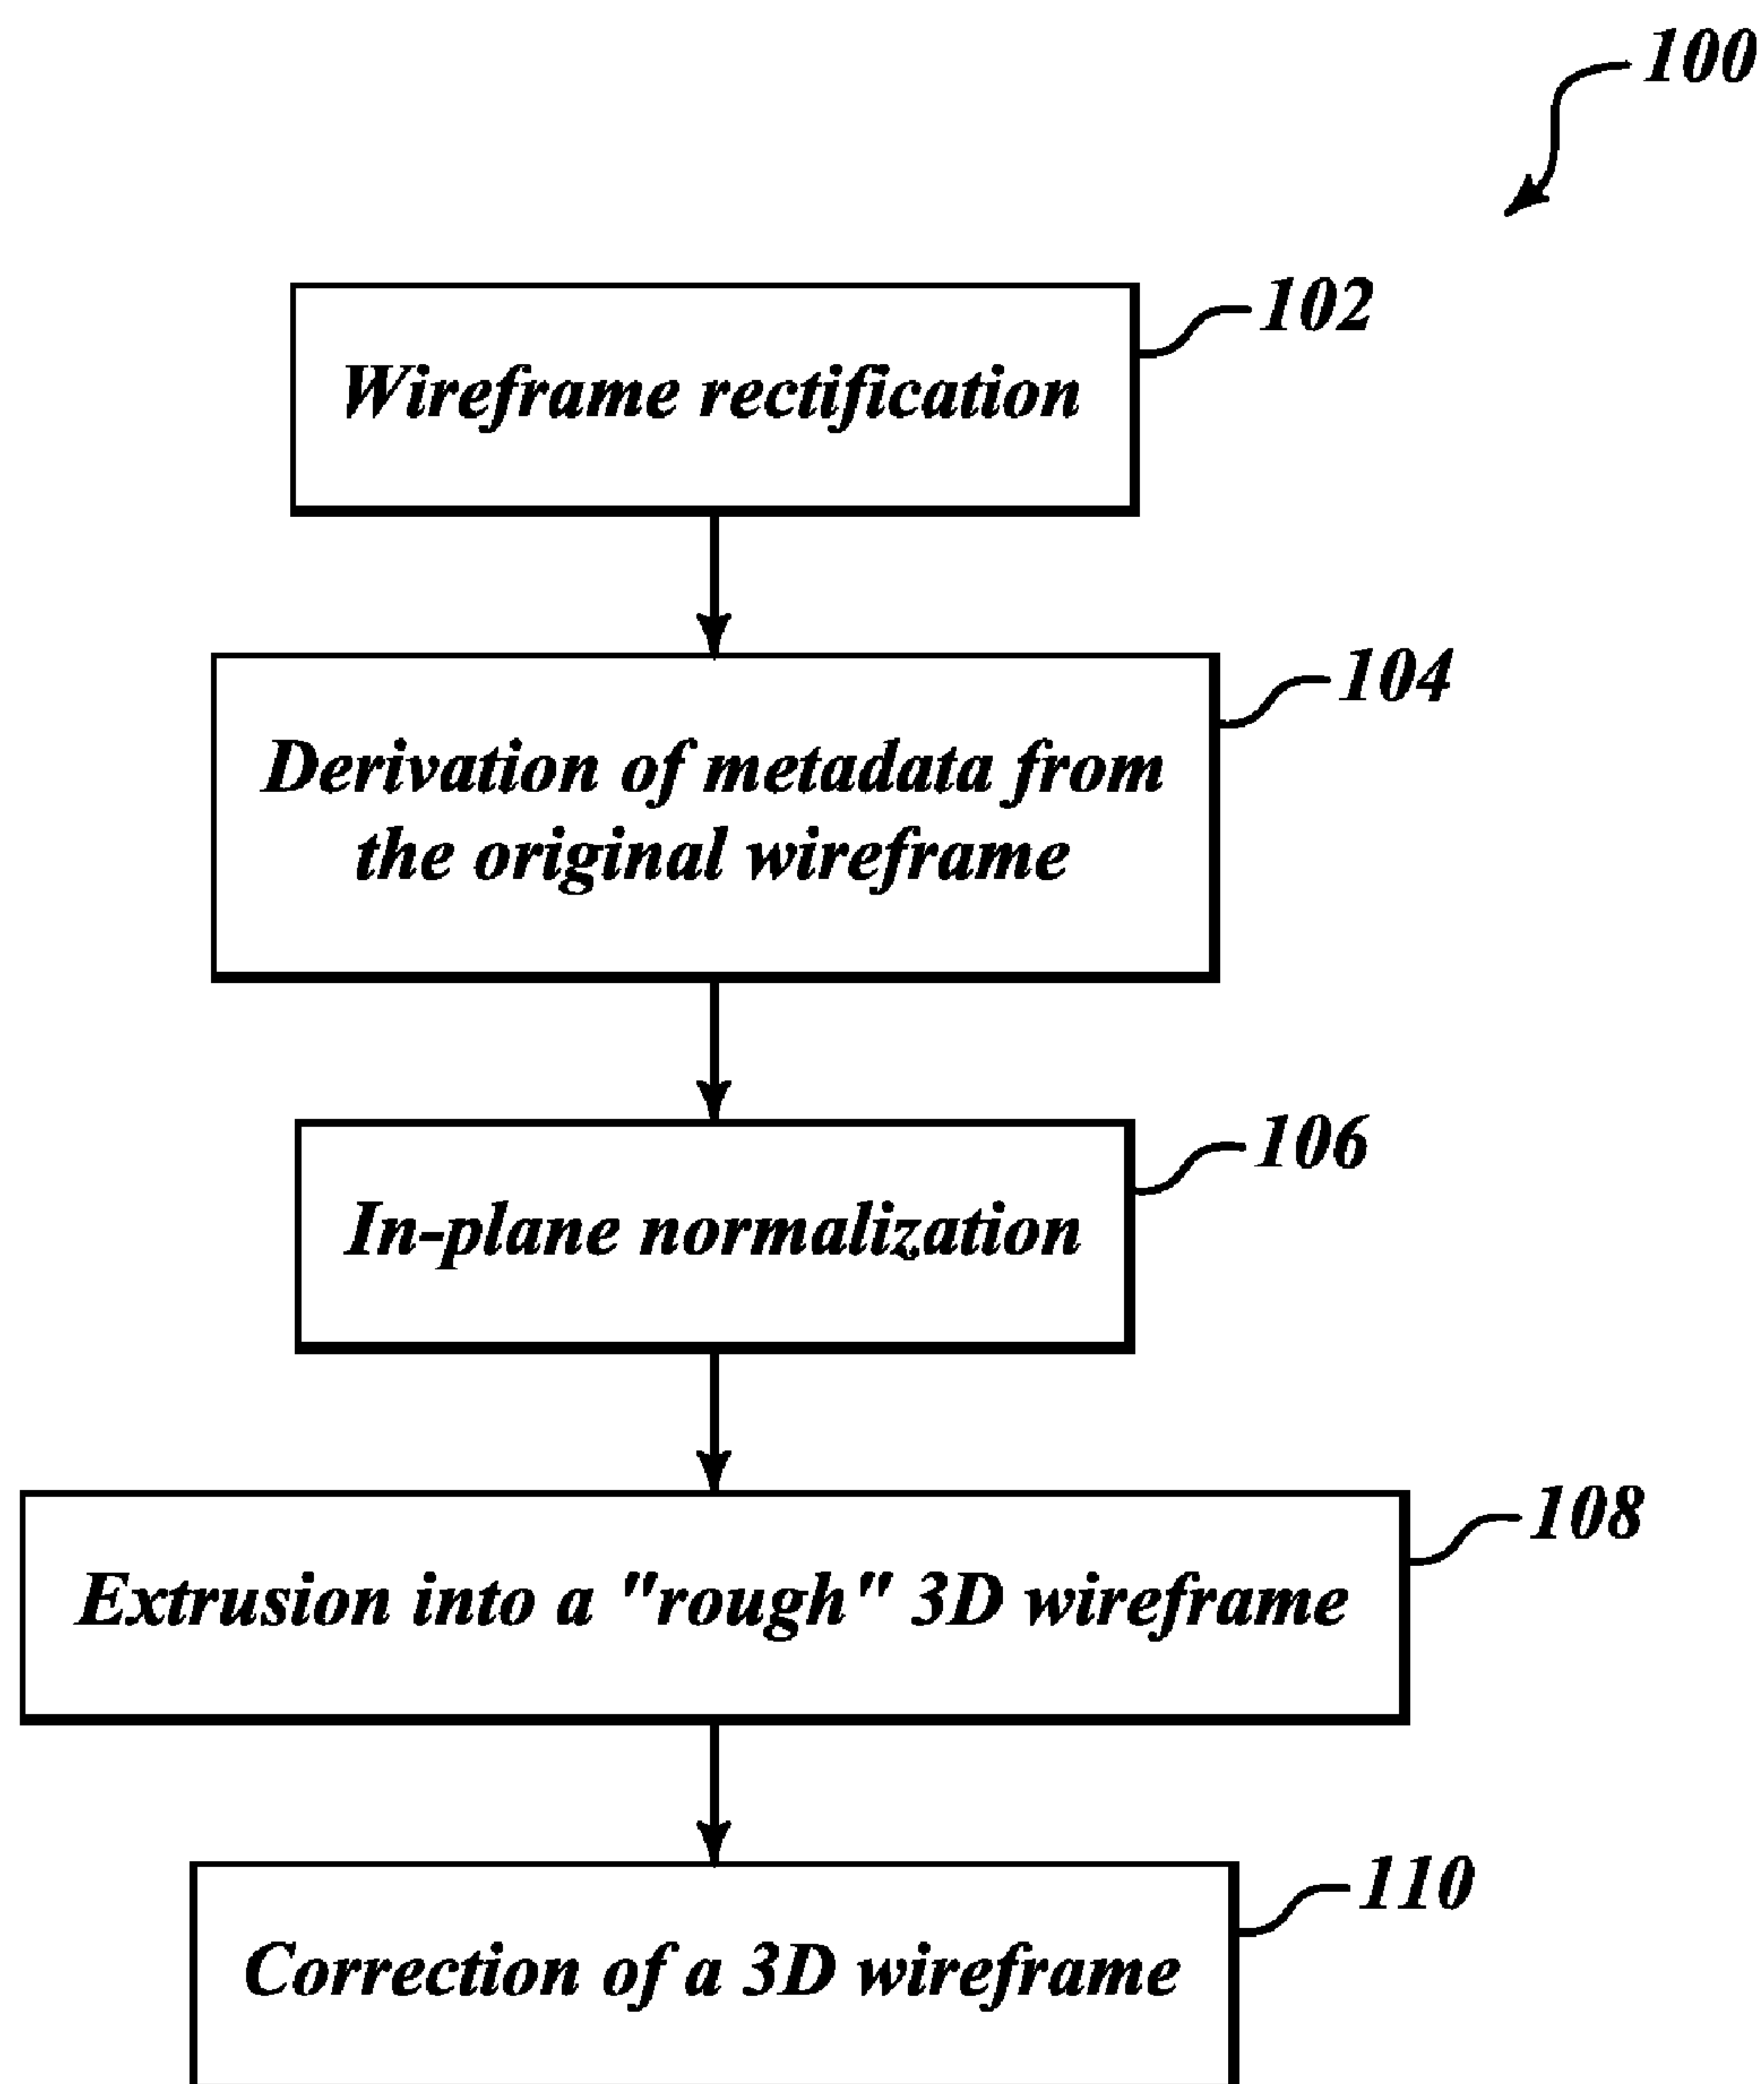 100
102
Wireframe rectification
104
Derivation of metadata from
the original wireframe
106
In-plane normalization
108
Extrusion into a "rough" 3D wireframe
110
Correction of a 3D wireframe